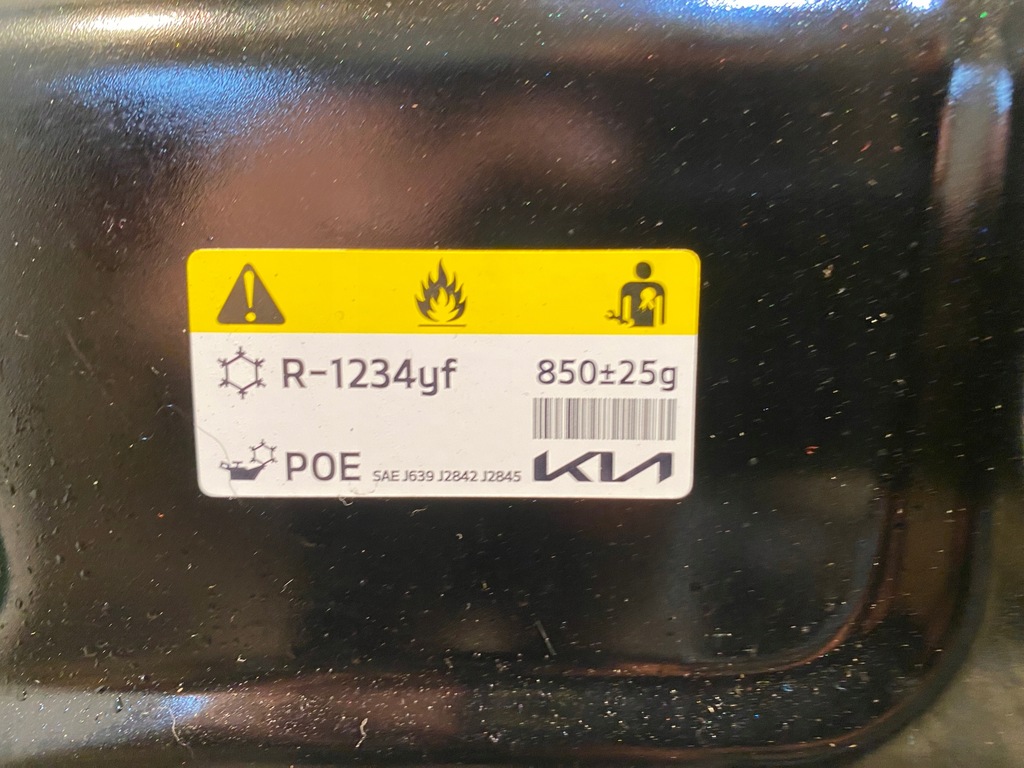 R-1234yf 850±25g
POE SAE J639 J2842 J2845 KIA